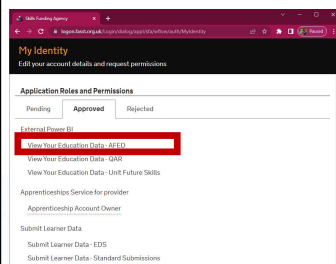 Skills Funding Agency
logon.fasst.org.uk/Login/dialog/appl/sfa/wflow/auth/MyIdentity
Paused
My Identity
Edit your account details and request permissions
Application Roles and Permissions
Pending Approved Rejected
External Power BI
View Your Education Data - AFED
View Your Education Data - QAR
View Your Education Data - Unit Future Skills
Apprenticeships Service for provider
Apprenticeship Account Owner
Submit Learner Data
Submit Learner Data - EDS
Submit Learner Data - Standard Submissions